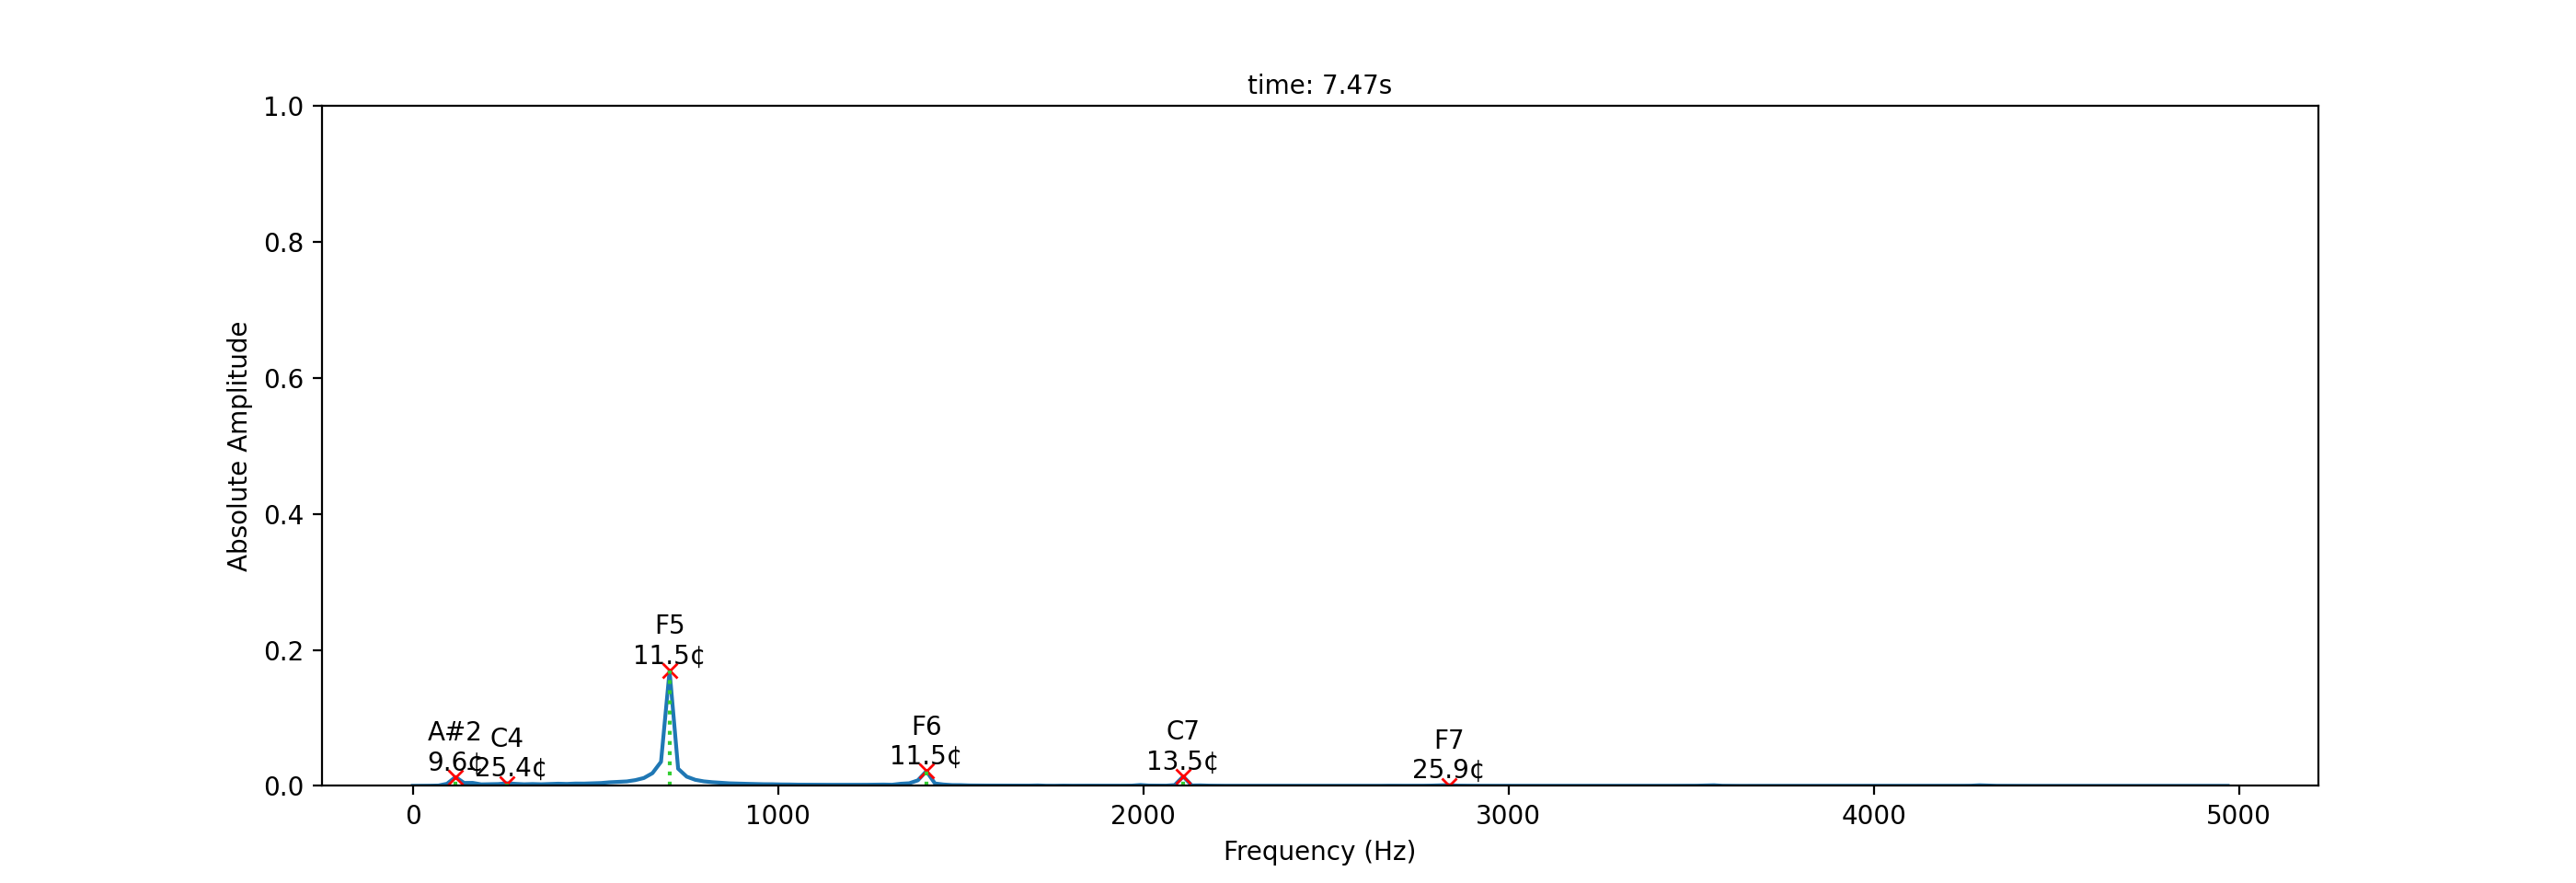 time: 7.47s
1.0
0.8
0.6
0.4
0.2
0.0
Absolute Amplitude
F5
11.5¢
A#2
9.6¢
C4
-25.4¢
F6
11.5¢
C7
13.5¢
F7
25.9¢
0 1000 2000 3000 4000 5000
Frequency (Hz)